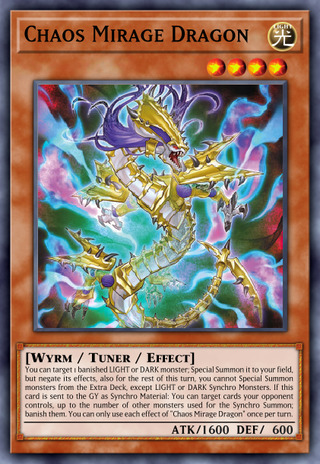 Chaos Mirage Dragon
LIGHT
光
[Wyrm / Tuner / Effect]
You can target 1 banished LIGHT or DARK monster; Special Summon it to your field,
but negate its effects, also for the rest of this turn, you cannot Special Summon
monsters from the Extra Deck, except LIGHT or DARK Synchro Monsters. If this
card is sent to the GY as Synchro Material: You can target cards your opponent
controls, up to the number of other monsters used for the Synchro Summon;
banish them. You can only use each effect of "Chaos Mirage Dragon" once per turn.
ATK/1600 DEF/ 600